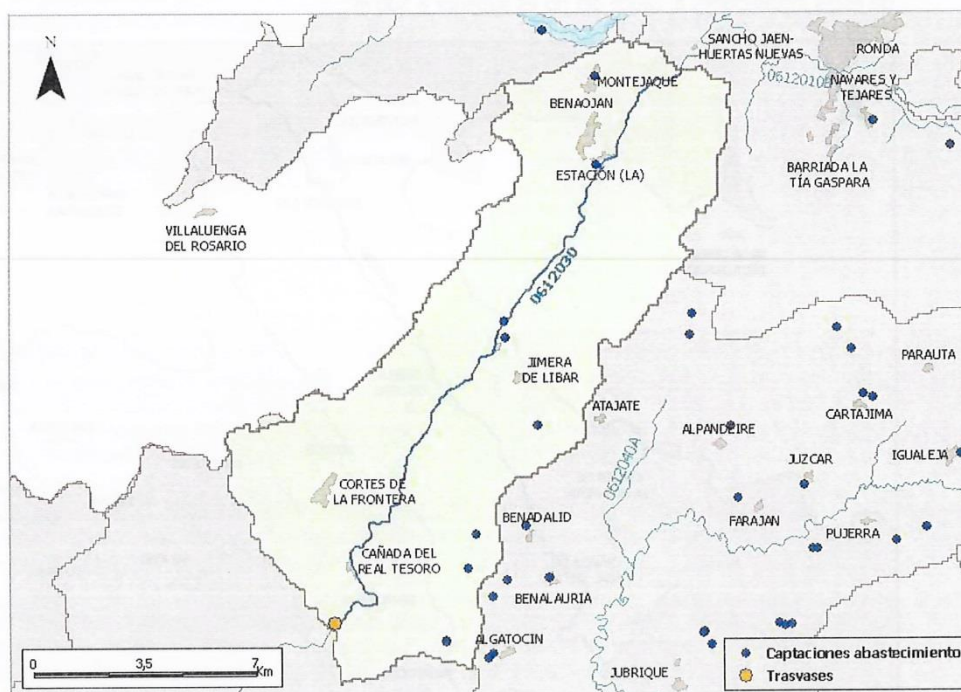 N
SANCHO JAEN-
HUERTAS NUEVAS
RONDA
MONTEJAQUE
0612010B
NAVARES Y
TEJARES
BENAOJAN
ESTACIÓN (LA)
BARRIADA LA
TÍA GASPARA
VILLALUENGA
DEL ROSARIO
0612030
JIMERA
DE LIBAR
PARAUTA
ATAJATE
CARTAJIMA
ALPANDEIRE
0612040A
JUZCAR
IGUALEJA
CORTES DE
LA FRONTERA
FARAJAN
BENADALID
PUJERRA
CAÑADA DEL
REAL TESORO
BENALAURIA
ALGATOCIN
JUBRIQUE
0 3,5 7
Km
Captaciones abastecimiento
Trasvases